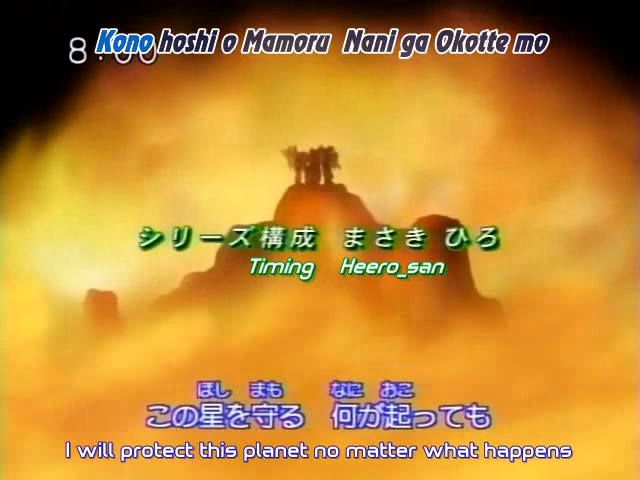 8:00
Kono hoshi o Mamoru Nani ga Okotte mo
シリーズ構成 まさき ひろ
Timing Heero_san
ほし まも なに おこ
この星を守る 何が起っても
I will protect this planet no matter what happens